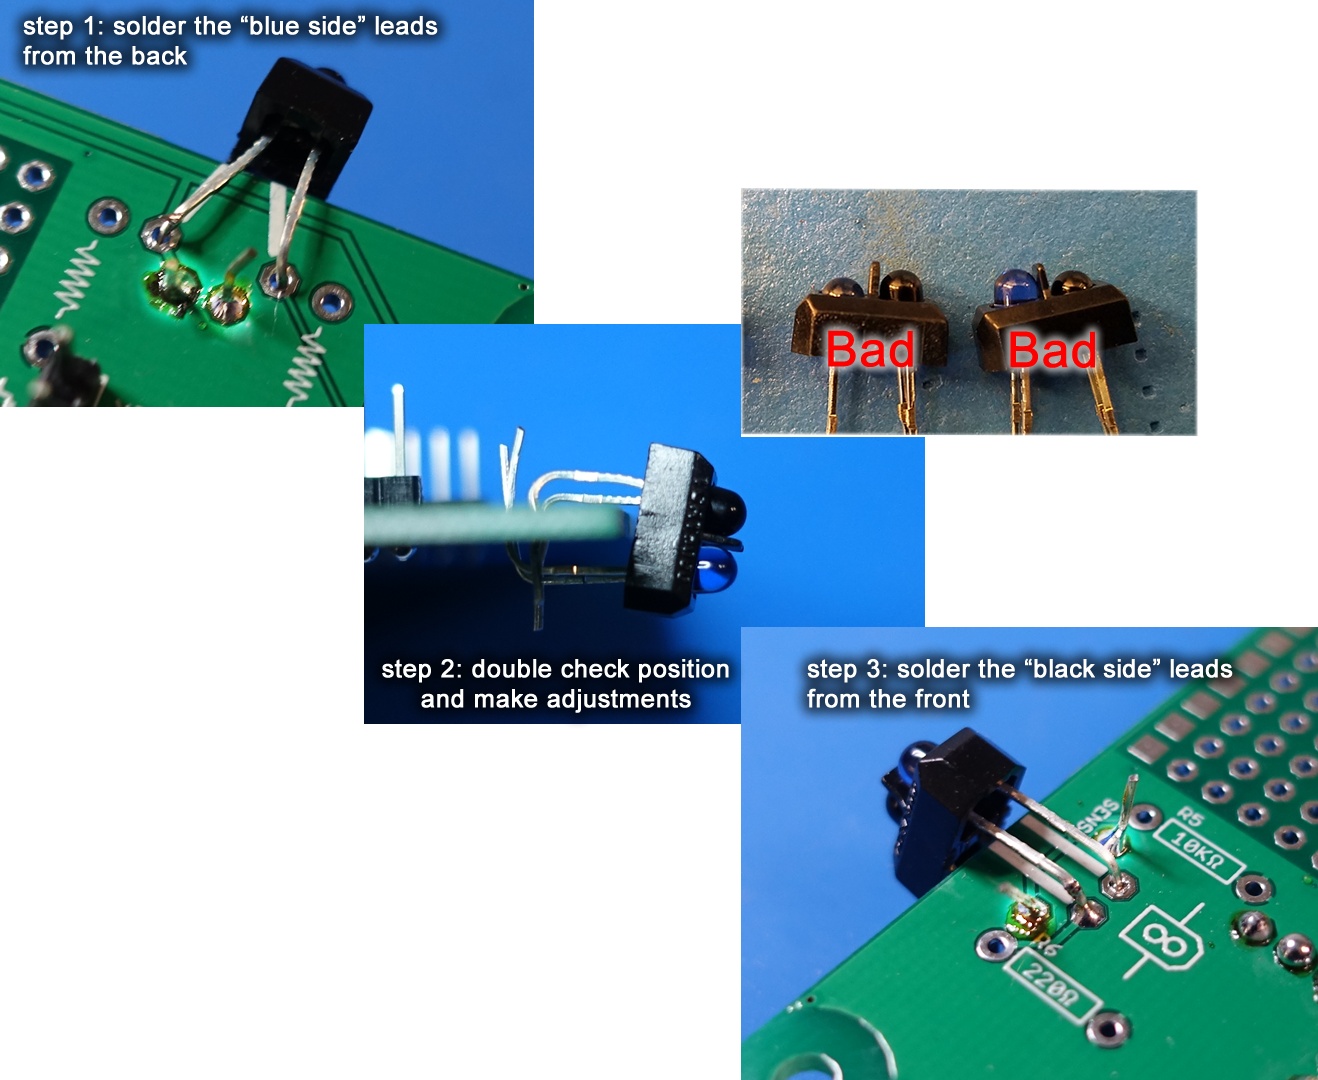 step 1: solder the “blue side” leads
from the back
Bad
Bad
step 2: double check position
and make adjustments
step 3: solder the “black side” leads
from the front
SENS
R5
10KΩ
R6
220Ω